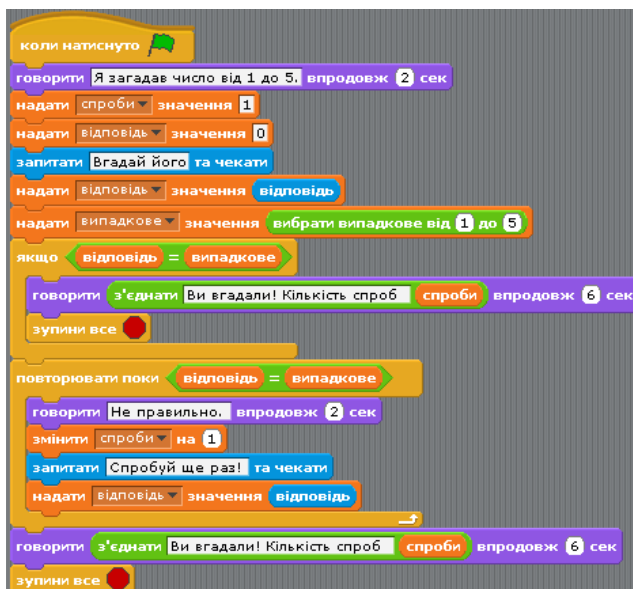 коли натиснуто
говорити Я загадав число від 1 до 5. впродовж 2 сек
надати спроби значення 1
надати відповідь значення 0
запитати Вгадай його та чекати
надати відповідь значення відповідь
надати випадкове значення вибрати випадкове від 1 до 5
якщо відповідь = випадкове
говорити з'єднати Ви вгадали! Кількість спроб спроби впродовж 6 сек
зупини все
повторювати поки відповідь = випадкове
говорити Не правильно. впродовж 2 сек
змінити спроби на 1
запитати Спробуй ще раз! та чекати
надати відповідь значення відповідь
говорити з'єднати Ви вгадали! Кількість спроб спроби впродовж 6 сек
зупини все